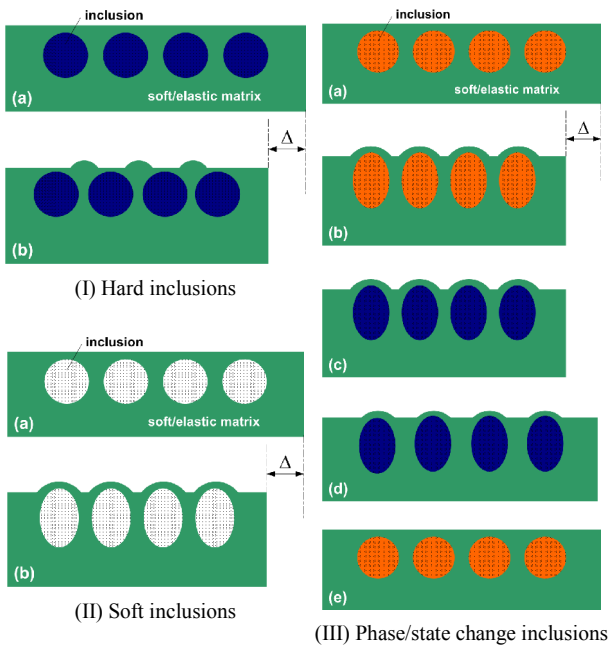 inclusion
(a)
soft/elastic matrix
Δ
(b)
(I) Hard inclusions
inclusion
(a)
soft/elastic matrix
Δ
(b)
(II) Soft inclusions
inclusion
(a)
soft/elastic matrix
Δ
(b)
(c)
(d)
(e)
(III) Phase/state change inclusions